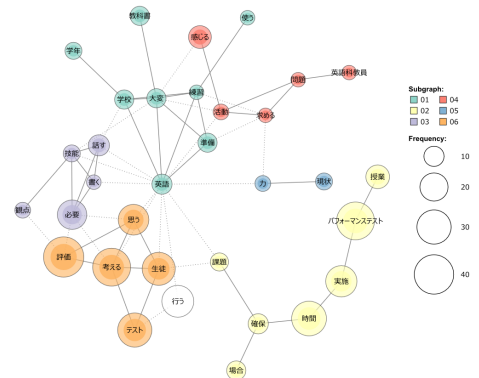 教科書
使う
学年
感じる
英語科教員
問題
学校
大変
練習
活動
求める
話す
準備
技能
書く
英語
力
現状
授業
観点
必要
思う
パフォーマンステスト
評価
考える
生徒
課題
実施
行う
テスト
確保
時間
場合
Subgraph:
01 04
02 05
03 06
Frequency:
10
20
30
40